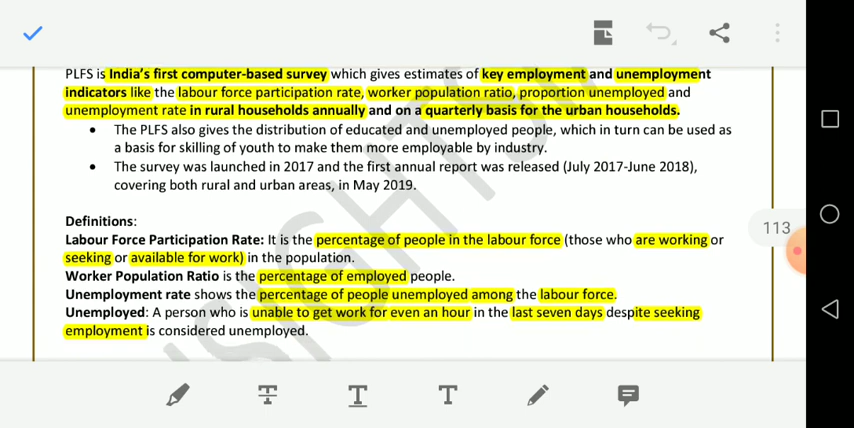 PLFS is India's first computer-based survey which gives estimates of key employment and unemployment
indicators like the labour force participation rate, worker population ratio, proportion unemployed and
unemployment rate in rural households annually and on a quarterly basis for the urban households.
• The PLFS also gives the distribution of educated and unemployed people, which in turn can be used as
a basis for skilling of youth to make them more employable by industry.
• The survey was launched in 2017 and the first annual report was released (July 2017-June 2018),
covering both rural and urban areas, in May 2019.
113
Definitions:
Labour Force Participation Rate: It is the percentage of people in the labour force (those who are working or
seeking or available for work) in the population.
Worker Population Ratio is the percentage of employed people.
Unemployment rate shows the percentage of people unemployed among the labour force.
Unemployed: A person who is unable to get work for even an hour in the last seven days despite seeking
employment is considered unemployed.
INSIGHTS